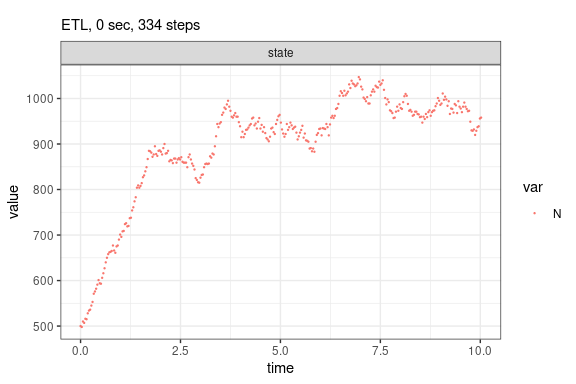 ETL, 0 sec, 334 steps
state
1000
900
800
700
600
500
value
0.0 2.5 5.0 7.5 10.0
time
var
N